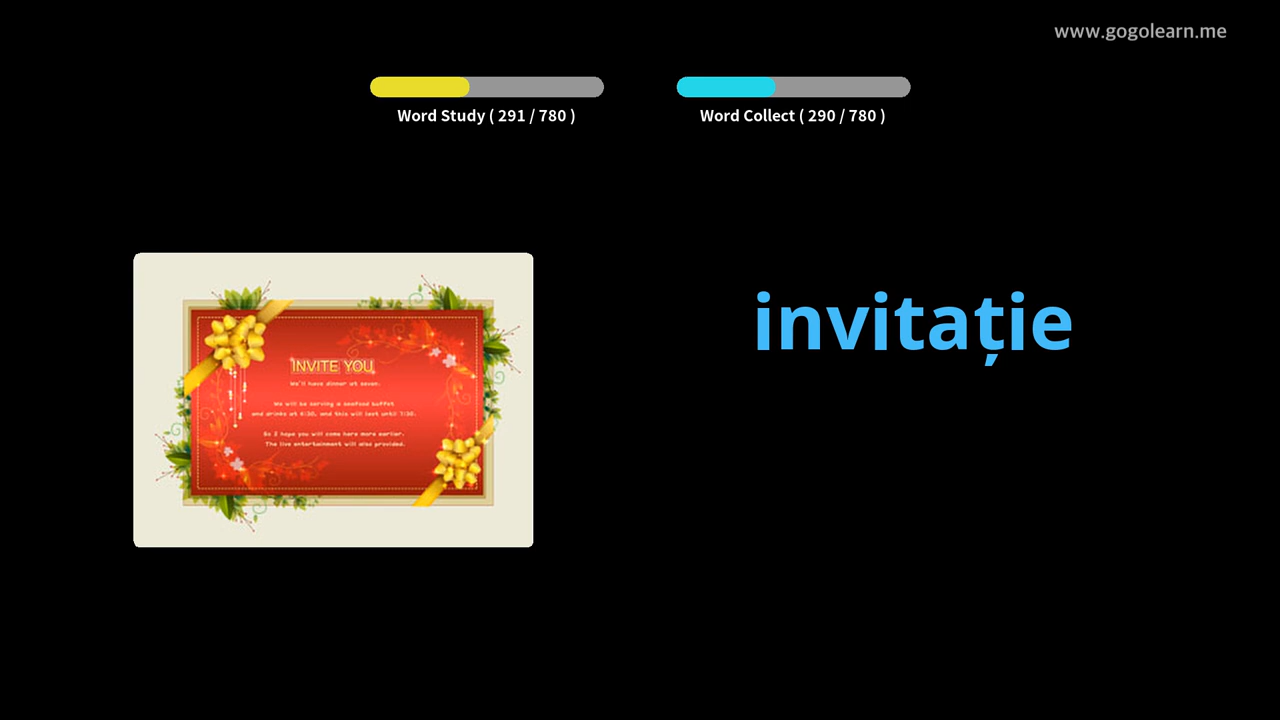 www.gogolearn.me
Word Study ( 291 / 780 )
Word Collect ( 290 / 780 )
invitație
INVITE YOU
We'll have dinner at seven.
We will be serving a seafood buffet
and drinks at 6:30, and this will last until 7:30.
So I hope you will come here more earlier.
The live entertainment will also provided.